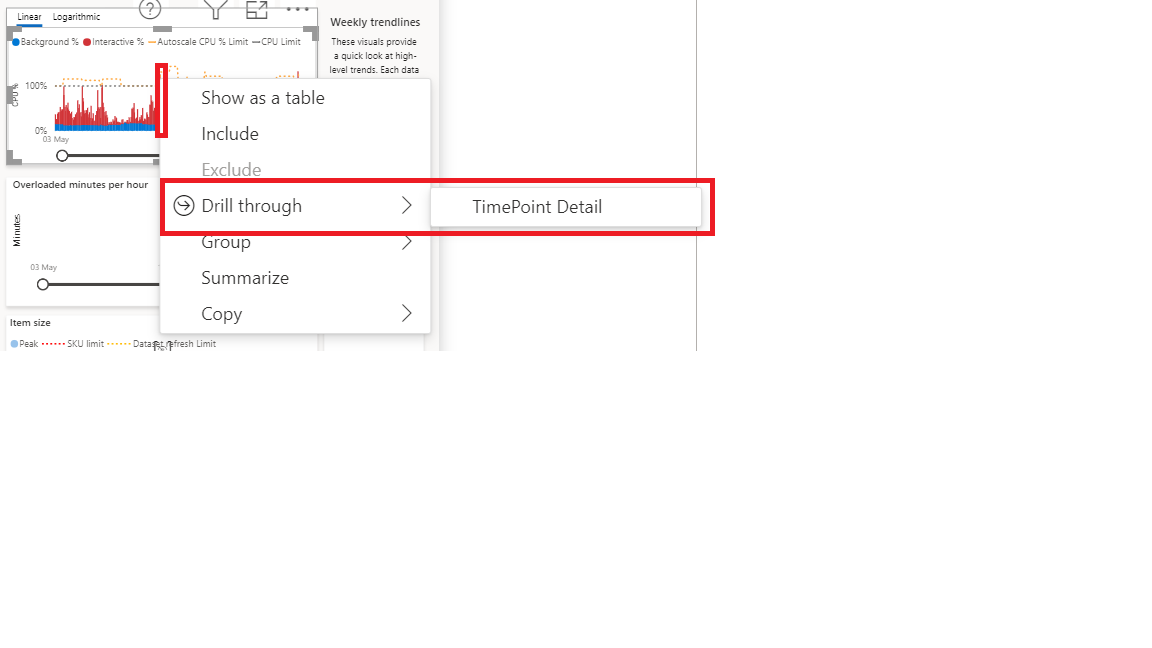 Linear Logarithmic
Background % Interactive % Autoscale CPU % Limit CPU Limit
CPU %
100%
0%
03 May
Weekly trendlines
These visuals provide
a quick look at high-
level trends. Each data
Show as a table
Include
Exclude
Drill through
TimePoint Detail
Group
Summarize
Copy
Overloaded minutes per hour
Minutes
03 May
Item size
Peak SKU limit Dataset refresh Limit